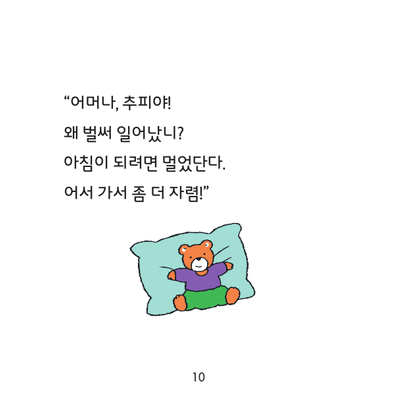 “어머나, 추피야!
왜 벌써 일어났니?
아침이 되려면 멀었단다.
어서 가서 좀 더 자렴!”
10